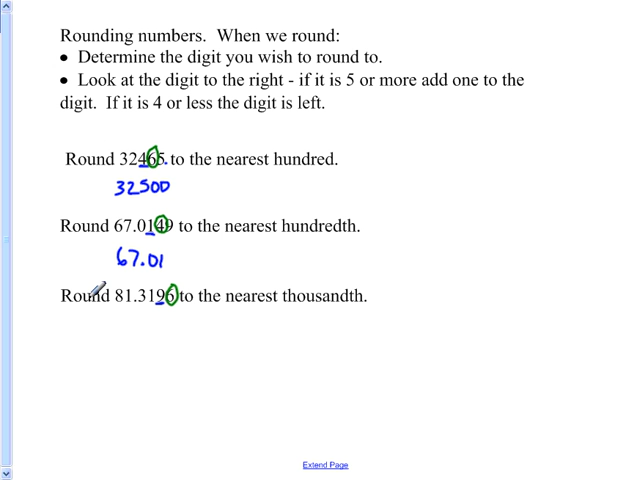 Rounding numbers. When we round:
• Determine the digit you wish to round to.
• Look at the digit to the right - if it is 5 or more add one to the
digit. If it is 4 or less the digit is left.
Round 32465. to the nearest hundred.
32500
Round 67.0149 to the nearest hundredth.
67.01
Round 81.3196 to the nearest thousandth.
Extend Page